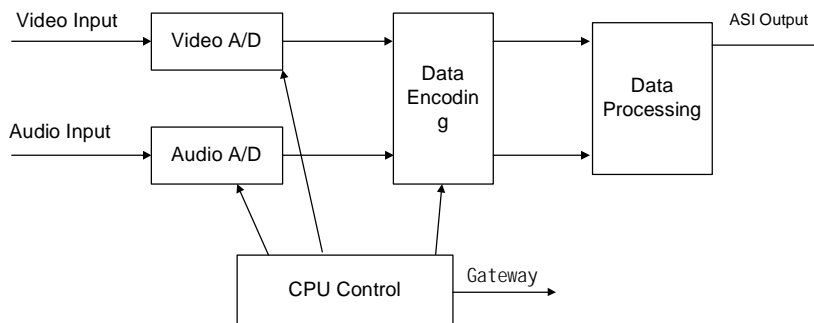 Video Input
Video A/D
ASI Output
Data
Encodin
g
Data
Processing
Audio Input
Audio A/D
CPU Control
Gateway